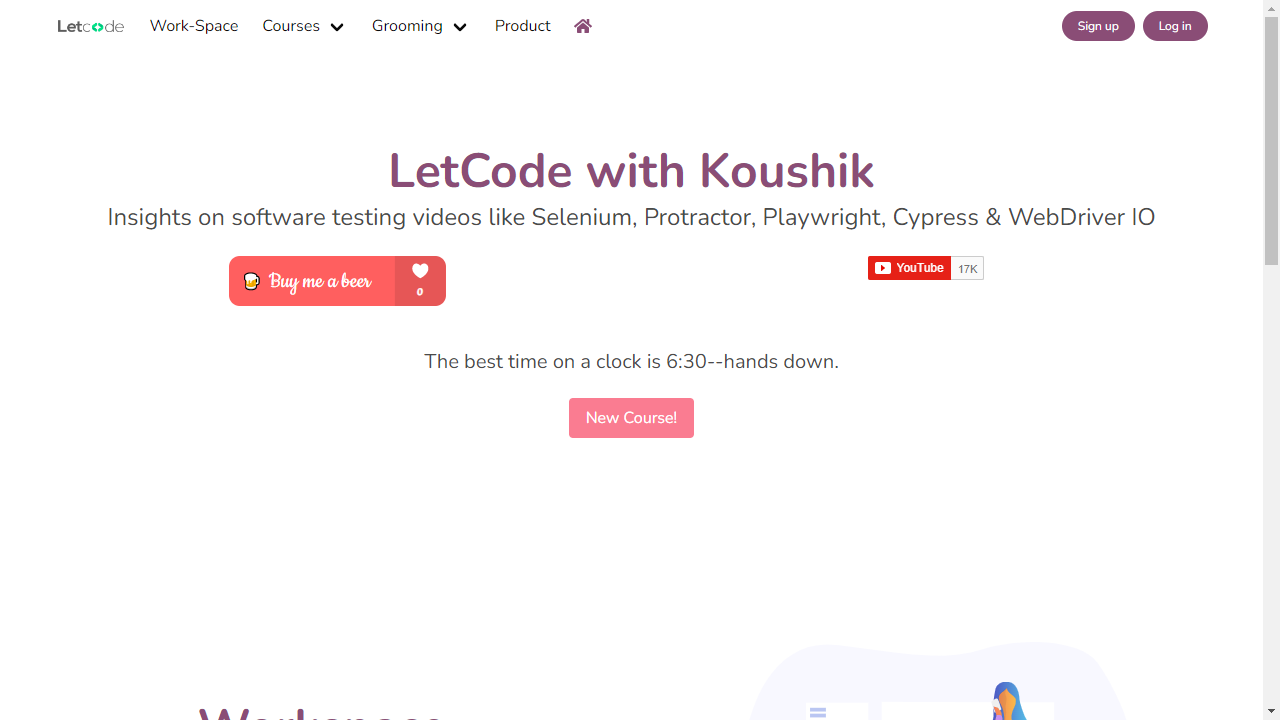 Letcode Work-Space Courses Grooming Product Sign up Log in
LetCode with Koushik
Insights on software testing videos like Selenium, Protractor, Playwright, Cypress & WebDriver IO
Buy me a beer 0 YouTube 17K
The best time on a clock is 6:30--hands down.
New Course!
Workspace